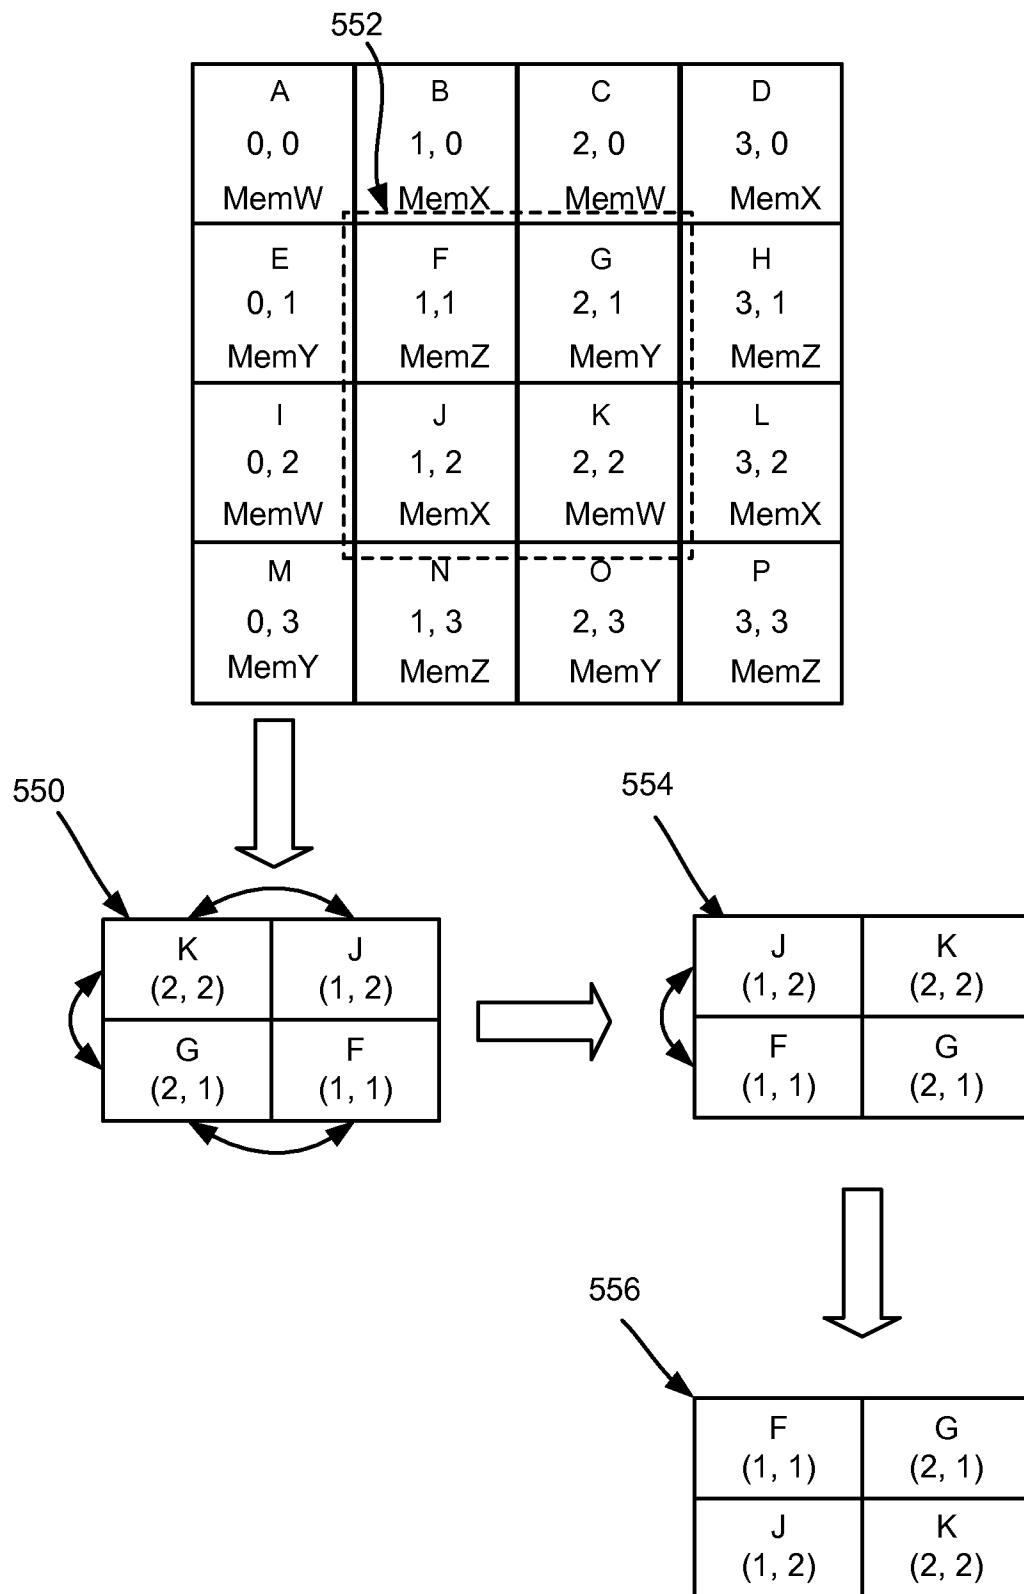 552
A B C D
0, 0 1, 0 2, 0 3, 0
MemW MemX MemW MemX
E F G H
0, 1 1,1 2, 1 3, 1
MemY MemZ MemY MemZ
I J K L
0, 2 1, 2 2, 2 3, 2
MemW MemX MemW MemX
M N O P
0, 3 1, 3 2, 3 3, 3
MemY MemZ MemY MemZ
550
K J
(2, 2) (1, 2)
G F
(2, 1) (1, 1)
554
J K
(1, 2) (2, 2)
F G
(1, 1) (2, 1)
556
F G
(1, 1) (2, 1)
J K
(1, 2) (2, 2)